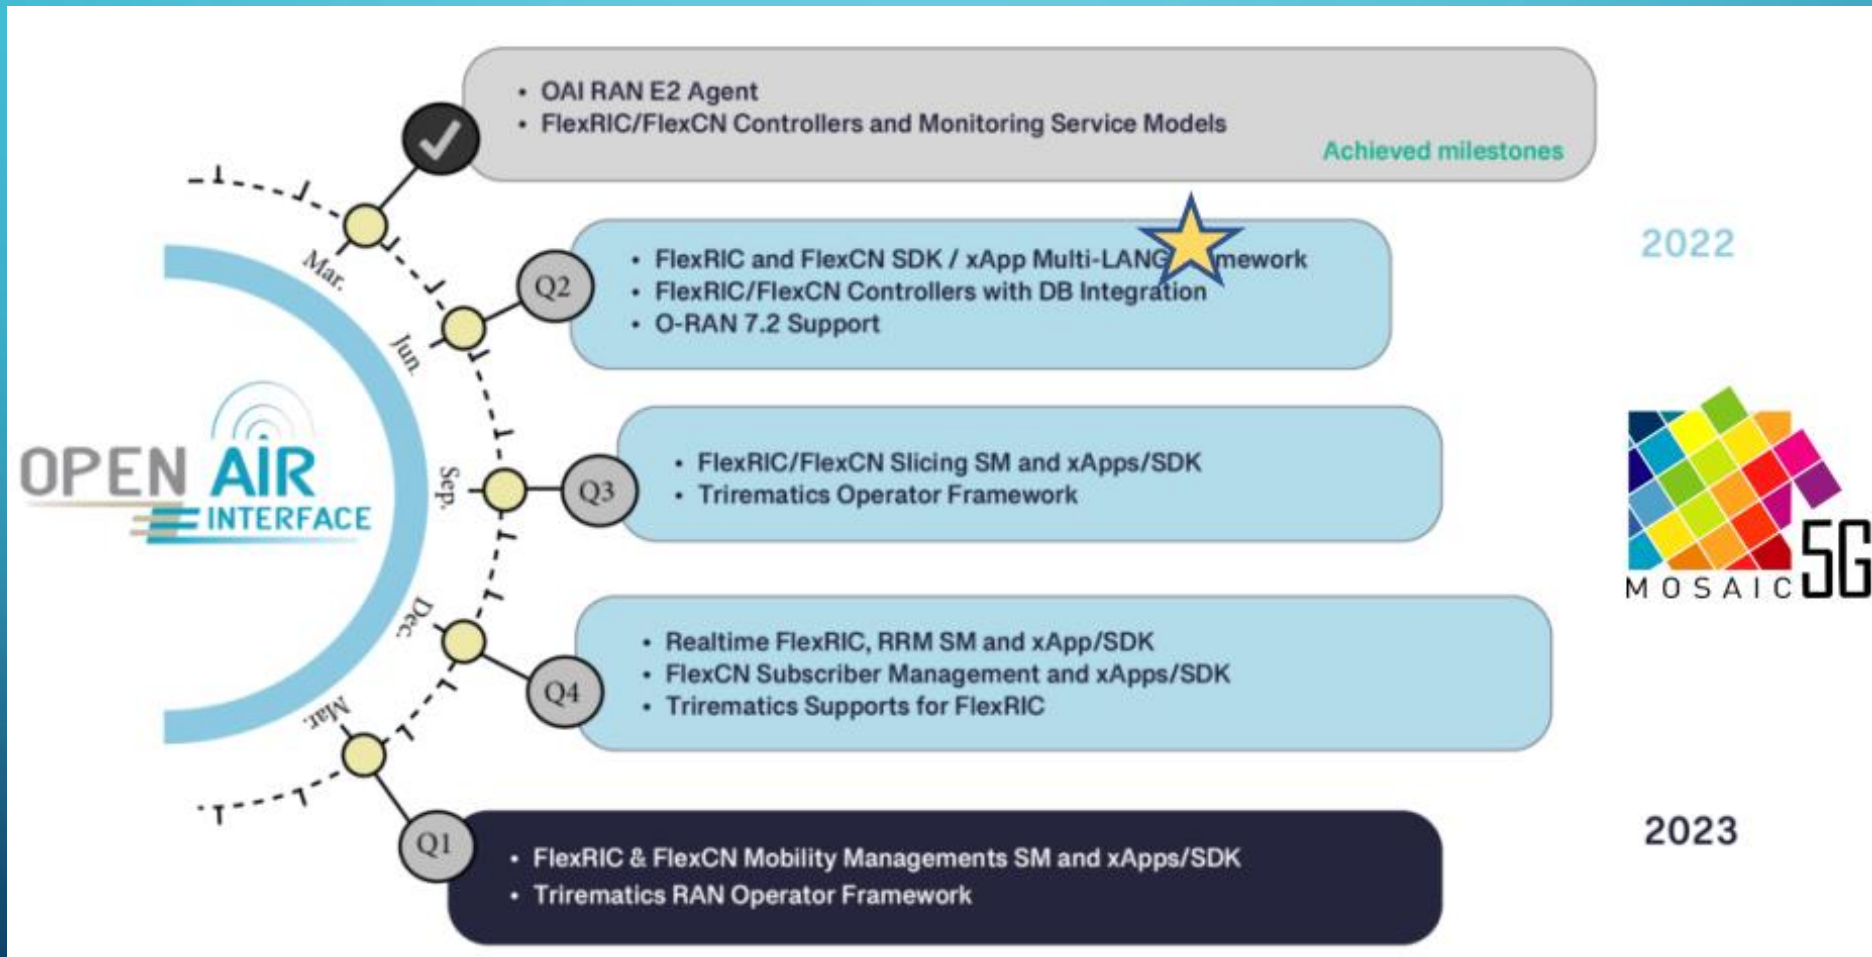 • OAI RAN E2 Agent
• FlexRIC/FlexCN Controllers and Monitoring Service Models
Achieved milestones
2022
Mar.
Q2
• FlexRIC and FlexCN SDK / xApp Multi-LANG mework
• FlexRIC/FlexCN Controllers with DB Integration
• O-RAN 7.2 Support
Jun.
OPEN AIR
INTERFACE
Sep.
Q3
• FlexRIC/FlexCN Slicing SM and xApps/SDK
• Trirematics Operator Framework
MOSAIC5G
Dec.
Q4
• Realtime FlexRIC, RRM SM and xApp/SDK
• FlexCN Subscriber Management and xApps/SDK
• Trirematics Supports for FlexRIC
Mar.
Q1
• FlexRIC & FlexCN Mobility Managements SM and xApps/SDK
• Trirematics RAN Operator Framework
2023